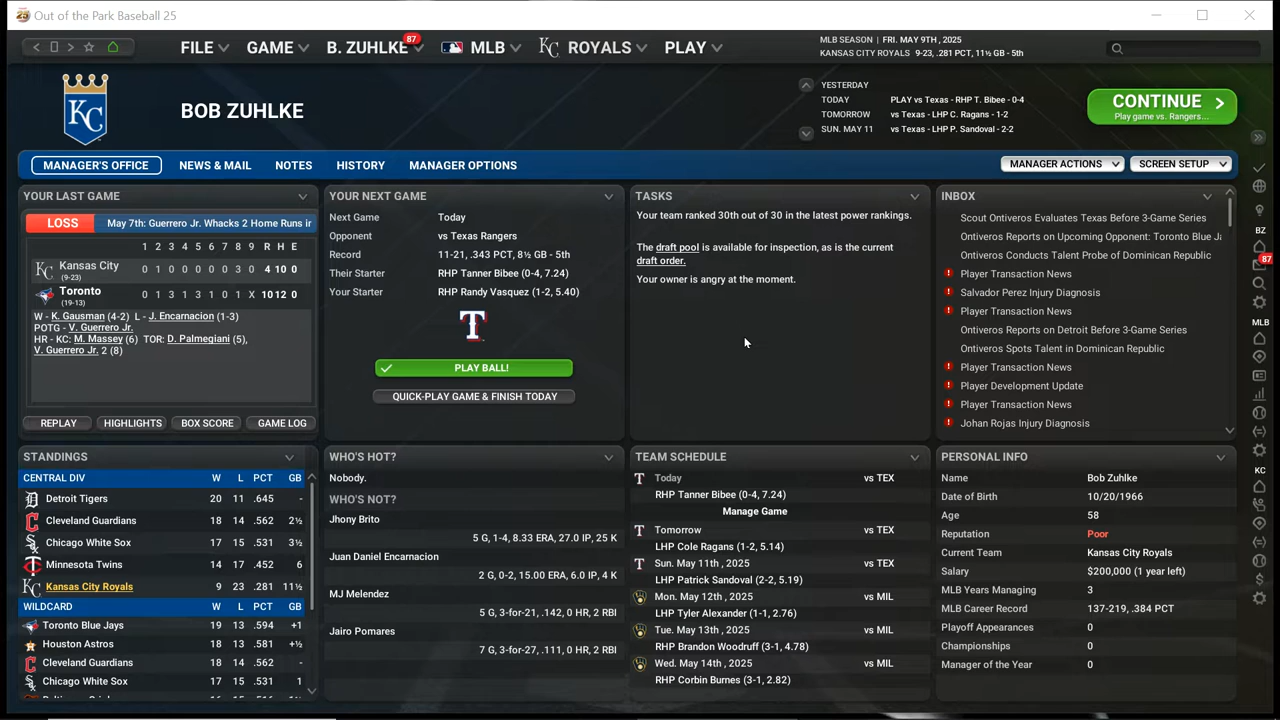 Out of the Park Baseball 25
FILE GAME B. ZUHLKE 87 MLB ROYALS PLAY
MLB SEASON | FRI. MAY 9TH, 2025
KANSAS CITY ROYALS 9-23, .281 PCT, 11½ GB - 5th
BOB ZUHLKE
YESTERDAY
TODAY PLAY vs Texas - RHP T. Bibee - 0-4
TOMORROW vs Texas - LHP C. Ragans - 1-2
SUN. MAY 11 vs Texas - LHP P. Sandoval - 2-2
CONTINUE
Play game vs. Rangers...
MANAGER'S OFFICE NEWS & MAIL NOTES HISTORY MANAGER OPTIONS
MANAGER ACTIONS SCREEN SETUP
YOUR LAST GAME
LOSS May 7th: Guerrero Jr. Whacks 2 Home Runs in
1 2 3 4 5 6 7 8 9 R H E
Kansas City 0 1 0 0 0 0 0 3 0 4 10 0
(9-23)
Toronto 0 1 3 1 3 1 0 1 X 10 12 0
(19-13)
W - K. Gausman (4-2) L - J. Encarnacion (1-3)
POTG - V. Guerrero Jr.
HR - KC: M. Massey (6) TOR: D. Palmegiani (5),
V. Guerrero Jr. 2 (8)
REPLAY HIGHLIGHTS BOX SCORE GAME LOG
YOUR NEXT GAME
Next Game Today
Opponent vs Texas Rangers
Record 11-21, .343 PCT, 8½ GB - 5th
Their Starter RHP Tanner Bibee (0-4, 7.24)
Your Starter RHP Randy Vasquez (1-2, 5.40)
PLAY BALL!
QUICK-PLAY GAME & FINISH TODAY
TASKS
Your team ranked 30th out of 30 in the latest power rankings.
The draft pool is available for inspection, as is the current
draft order.
Your owner is angry at the moment.
INBOX
Scout Ontiveros Evaluates Texas Before 3-Game Series
Ontiveros Reports on Upcoming Opponent: Toronto Blue Ja
Ontiveros Conducts Talent Probe of Dominican Republic
Player Transaction News
Salvador Perez Injury Diagnosis
Player Transaction News
Ontiveros Reports on Detroit Before 3-Game Series
Ontiveros Spots Talent in Dominican Republic
Player Transaction News
Player Development Update
Player Transaction News
Johan Rojas Injury Diagnosis
BZ
87
MLB
KC
STANDINGS
CENTRAL DIV W L PCT GB
Detroit Tigers 20 11 .645 -
Cleveland Guardians 18 14 .562 2½
Chicago White Sox 17 15 .531 3½
Minnesota Twins 14 17 .452 6
Kansas City Royals 9 23 .281 11½
WILDCARD W L PCT GB
Toronto Blue Jays 19 13 .594 +1
Houston Astros 18 13 .581 +½
Cleveland Guardians 18 14 .562 -
Chicago White Sox 17 15 .531 1
WHO'S HOT?
Nobody.
WHO'S NOT?
Jhony Brito
5 G, 1-4, 8.33 ERA, 27.0 IP, 25 K
Juan Daniel Encarnacion
2 G, 0-2, 15.00 ERA, 6.0 IP, 4 K
MJ Melendez
5 G, 3-for-21, .142, 0 HR, 2 RBI
Jairo Pomares
7 G, 3-for-27, .111, 0 HR, 2 RBI
TEAM SCHEDULE
Today vs TEX
RHP Tanner Bibee (0-4, 7.24)
Manage Game
Tomorrow vs TEX
LHP Cole Ragans (1-2, 5.14)
Sun. May 11th, 2025 vs TEX
LHP Patrick Sandoval (2-2, 5.19)
Mon. May 12th, 2025 vs MIL
LHP Tyler Alexander (1-1, 2.76)
Tue. May 13th, 2025 vs MIL
RHP Brandon Woodruff (3-1, 4.78)
Wed. May 14th, 2025 vs MIL
RHP Corbin Burnes (3-1, 2.82)
PERSONAL INFO
Name Bob Zuhlke
Date of Birth 10/20/1966
Age 58
Reputation Poor
Current Team Kansas City Royals
Salary $200,000 (1 year left)
MLB Years Managing 3
MLB Career Record 137-219, .384 PCT
Playoff Appearances 0
Championships 0
Manager of the Year 0